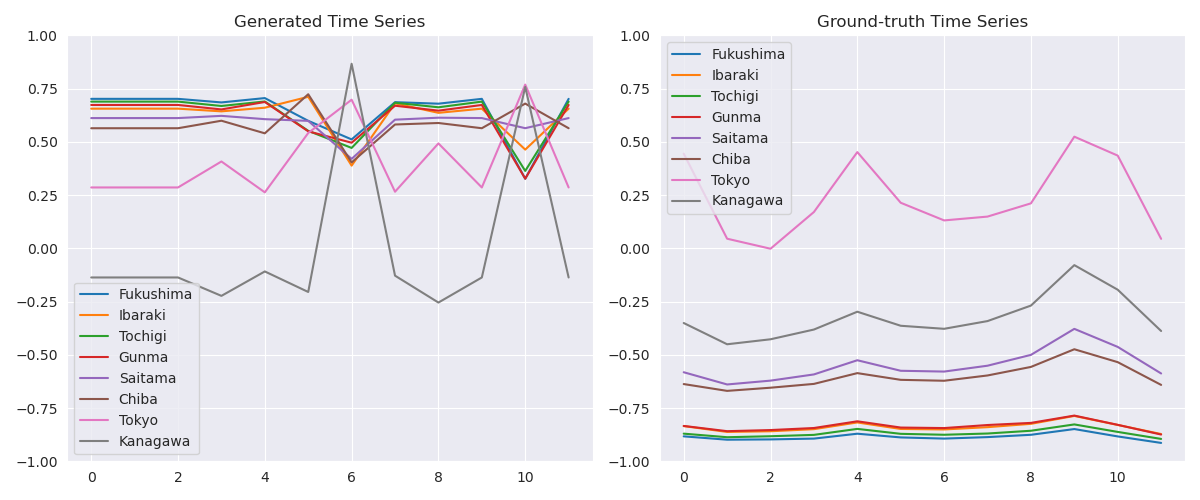 Generated Time Series
1.00
0.75
0.50
0.25
0.00
−0.25
−0.50
−0.75
−1.00
Fukushima
Ibaraki
Tochigi
Gunma
Saitama
Chiba
Tokyo
Kanagawa
0 2 4 6 8 10
Ground-truth Time Series
1.00
0.75
0.50
0.25
0.00
−0.25
−0.50
−0.75
−1.00
Fukushima
Ibaraki
Tochigi
Gunma
Saitama
Chiba
Tokyo
Kanagawa
0 2 4 6 8 10